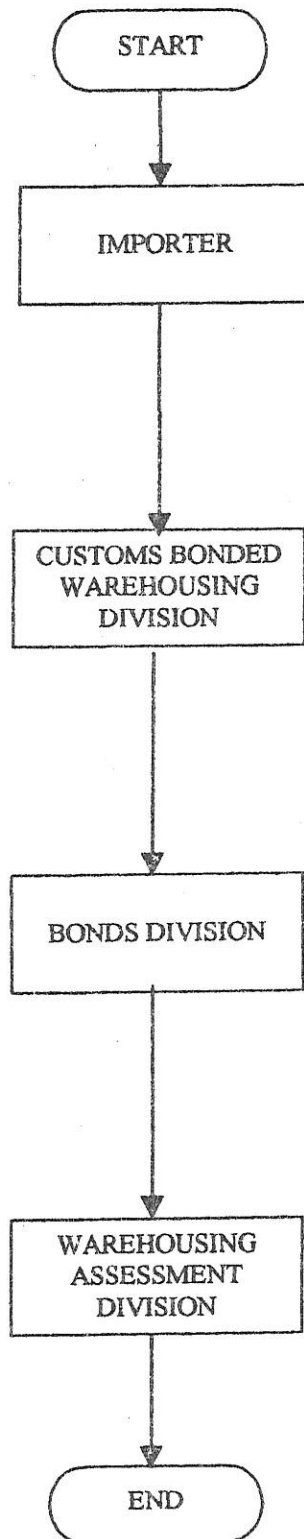 START
IMPORTER
CUSTOMS BONDED
WAREHOUSING
DIVISION
BONDS DIVISION
WAREHOUSING
ASSESSMENT
DIVISION
END